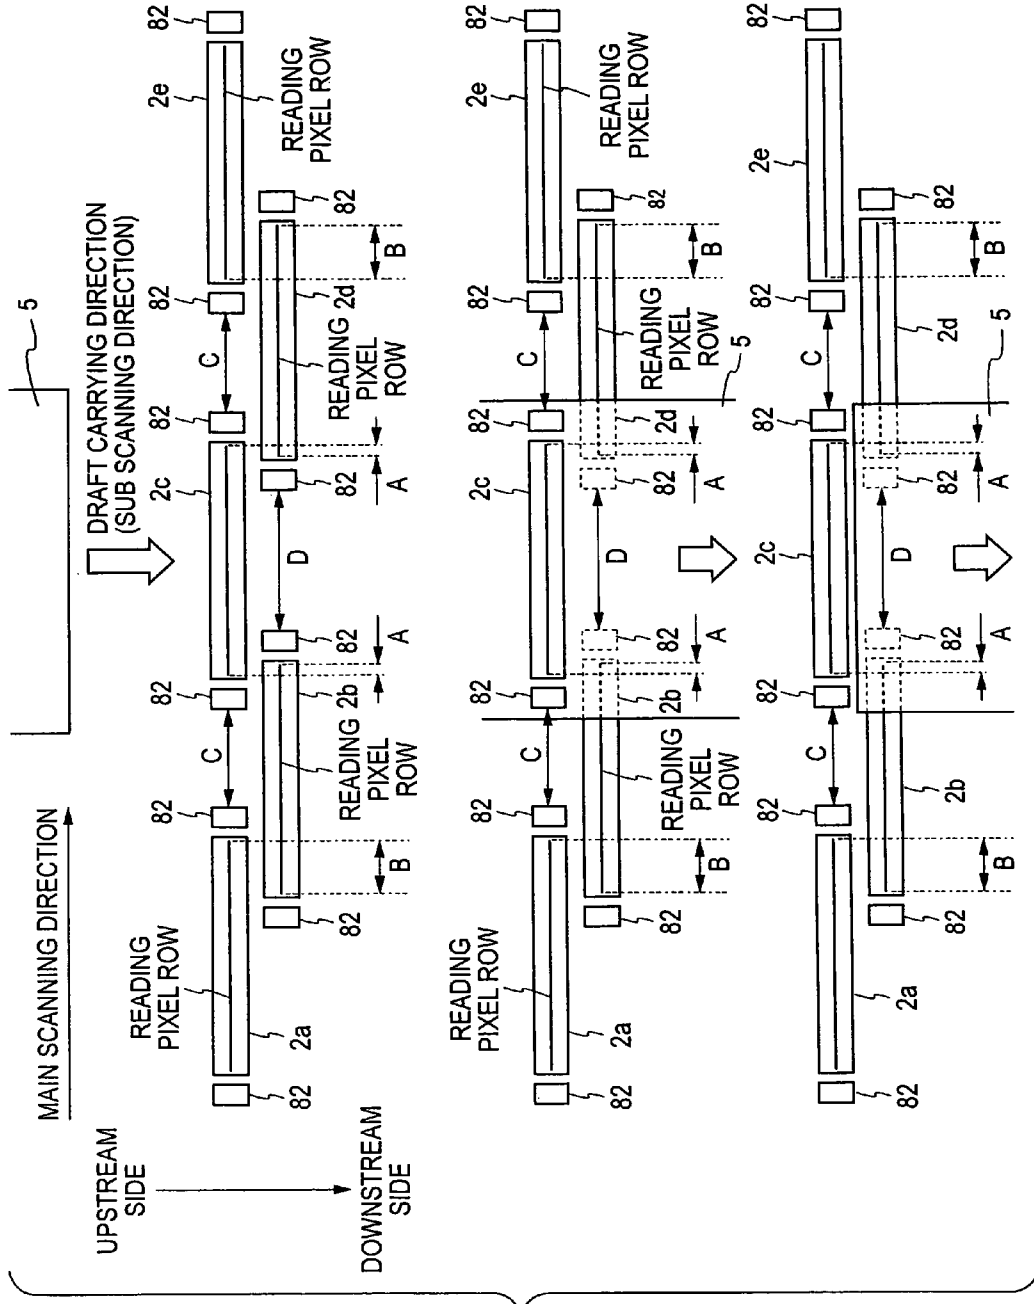 5
MAIN SCANNING DIRECTION
DRAFT CARRYING DIRECTION
(SUB SCANNING DIRECTION)
UPSTREAM
SIDE
DOWNSTREAM
SIDE
READING
PIXEL ROW
82
82
2c
82
82
2e
82
C
C
82
2a
READING
PIXEL ROW
D
82
READING
PIXEL
ROW
2b
82
82
READING
PIXEL
ROW
2d
82
B
A
A
B
READING
PIXEL ROW
82
82
2c
82
82
2e
82
C
C
82
2a
READING
PIXEL ROW
D
82
READING
PIXEL
ROW
2b
82
82
2d
READING
PIXEL
ROW
82
B
A
A
B
5
82
82
2c
82
82
2e
82
C
C
82
2a
D
82
2b
82
82
2d
82
B
A
A
B
5